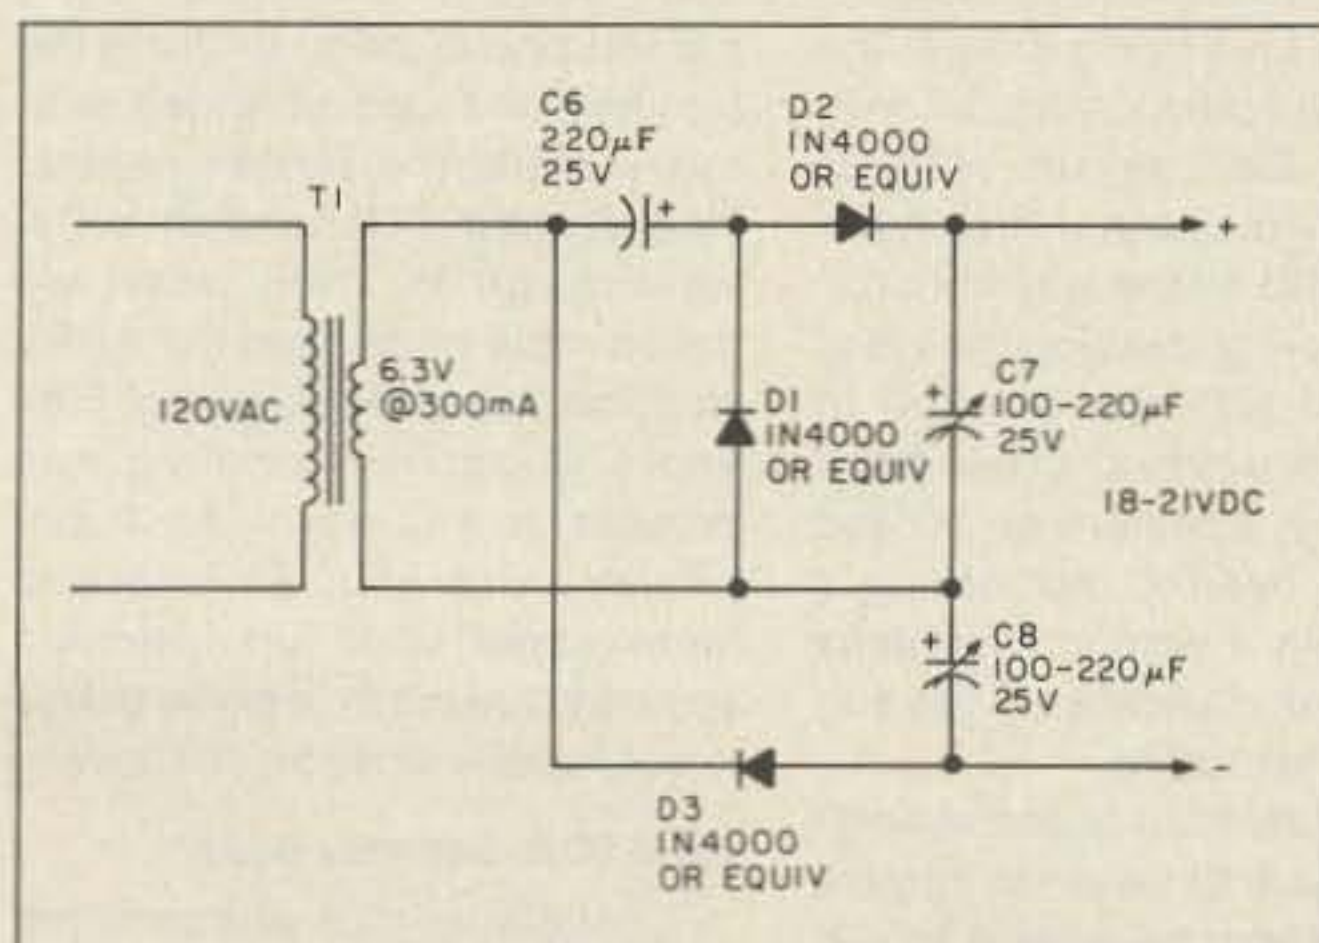 C6
220µF
25V
+
D2
IN4000
OR EQUIV
T1
+
120VAC
6.3V
@300mA
D1
IN4000
OR EQUIV
+
C7
100-220µF
25V
18-21VDC
+
C8
100-220µF
25V
-
D3
IN4000
OR EQUIV